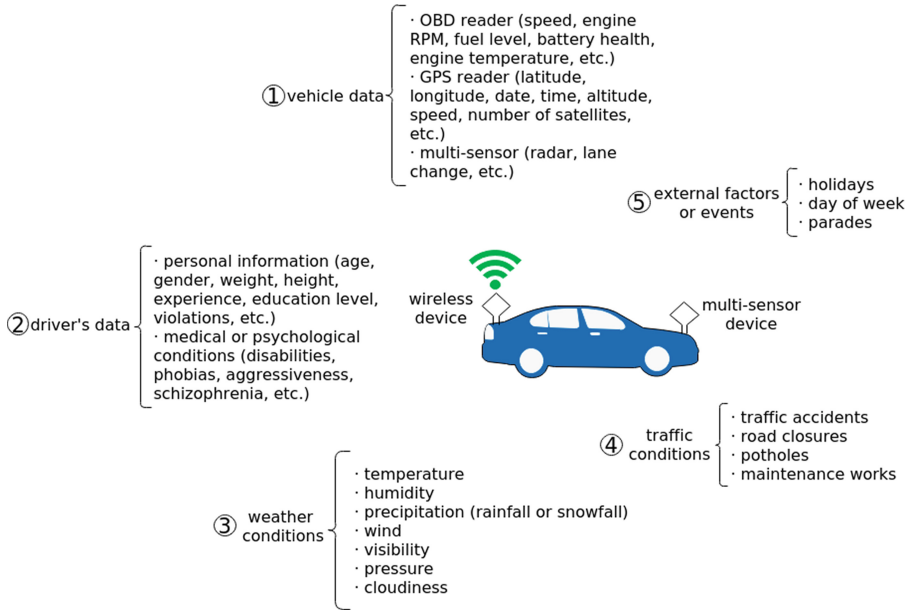 ① vehicle data
· OBD reader (speed, engine
RPM, fuel level, battery health,
engine temperature, etc.)
· GPS reader (latitude,
longitude, date, time, altitude,
speed, number of satellites,
etc.)
· multi-sensor (radar, lane
change, etc.)
⑤ external factors
or events
· holidays
· day of week
· parades
② driver's data
· personal information (age,
gender, weight, height,
experience, education level,
violations, etc.)
· medical or psychological
conditions (disabilities,
phobias, aggressiveness,
schizophrenia, etc.)
wireless
device
multi-sensor
device
④ traffic
conditions
· traffic accidents
· road closures
· potholes
· maintenance works
③ weather
conditions
· temperature
· humidity
· precipitation (rainfall or snowfall)
· wind
· visibility
· pressure
· cloudiness